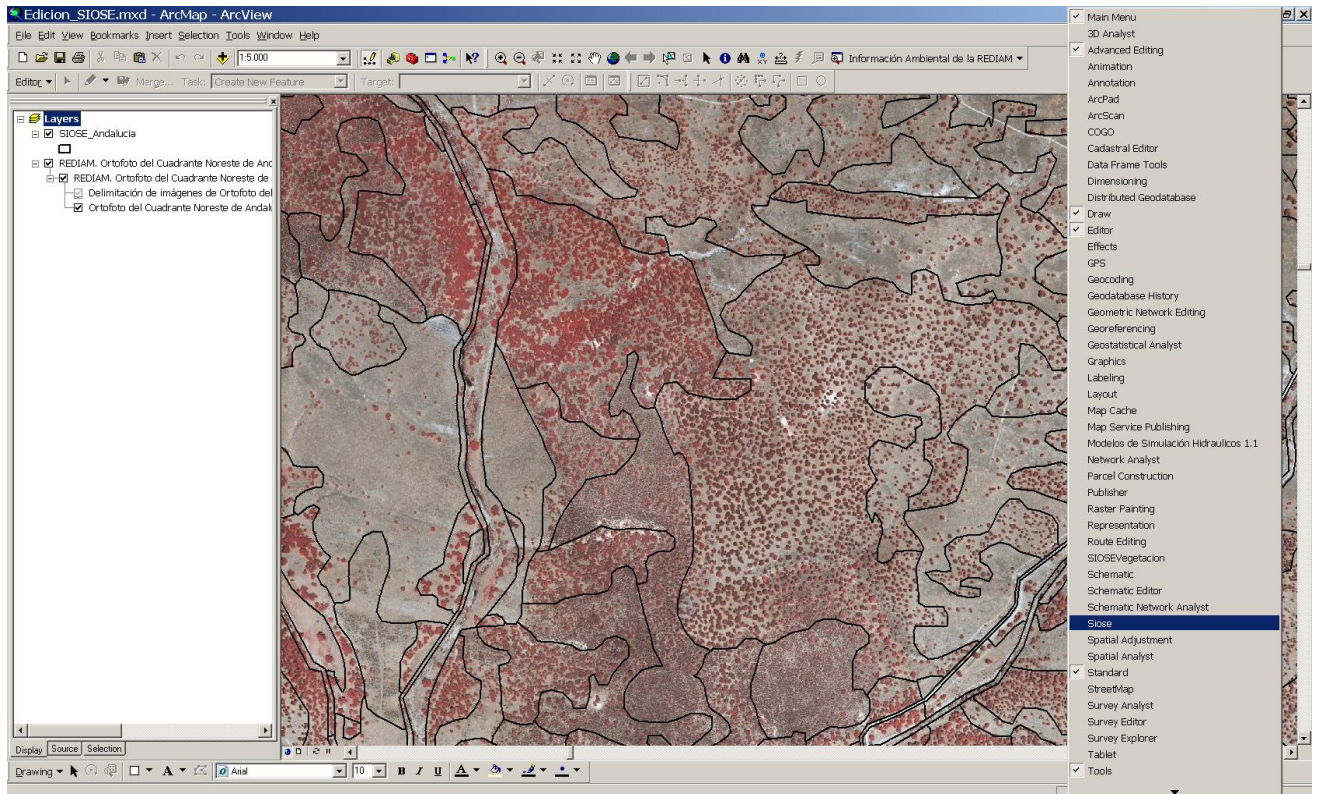 Edicion_SIOSE.mxd - ArcMap - ArcView
File Edit View Bookmarks Insert Selection Tools Window Help
1:5.000
Información Ambiental de la REDIAM
Editor Merge... Task: Create New Feature Target:
Layers
SIOSE_Andalucia
REDIAM. Ortofoto del Cuadrante Noreste de Anc
REDIAM. Ortofoto del Cuadrante Noreste de
Delimitación de imágenes de Ortofoto del
Ortofoto del Cuadrante Noreste de Andalu
Display Source Selection
Drawing A Arial 10 B I U A
Main Menu
3D Analyst
Advanced Editing
Animation
Annotation
ArcPad
ArcScan
COGO
Cadastral Editor
Data Frame Tools
Dimensioning
Distributed Geodatabase
Draw
Editor
Effects
GPS
Geocoding
Geodatabase History
Geometric Network Editing
Georeferencing
Geostatistical Analyst
Graphics
Labeling
Layout
Map Cache
Map Service Publishing
Modelos de Simulación Hidraulicos 1.1
Network Analyst
Parcel Construction
Publisher
Raster Painting
Representation
Route Editing
SIOSEVegetacion
Schematic
Schematic Editor
Schematic Network Analyst
Siose
Spatial Adjustment
Spatial Analyst
Standard
StreetMap
Survey Analyst
Survey Editor
Survey Explorer
Tablet
Tools